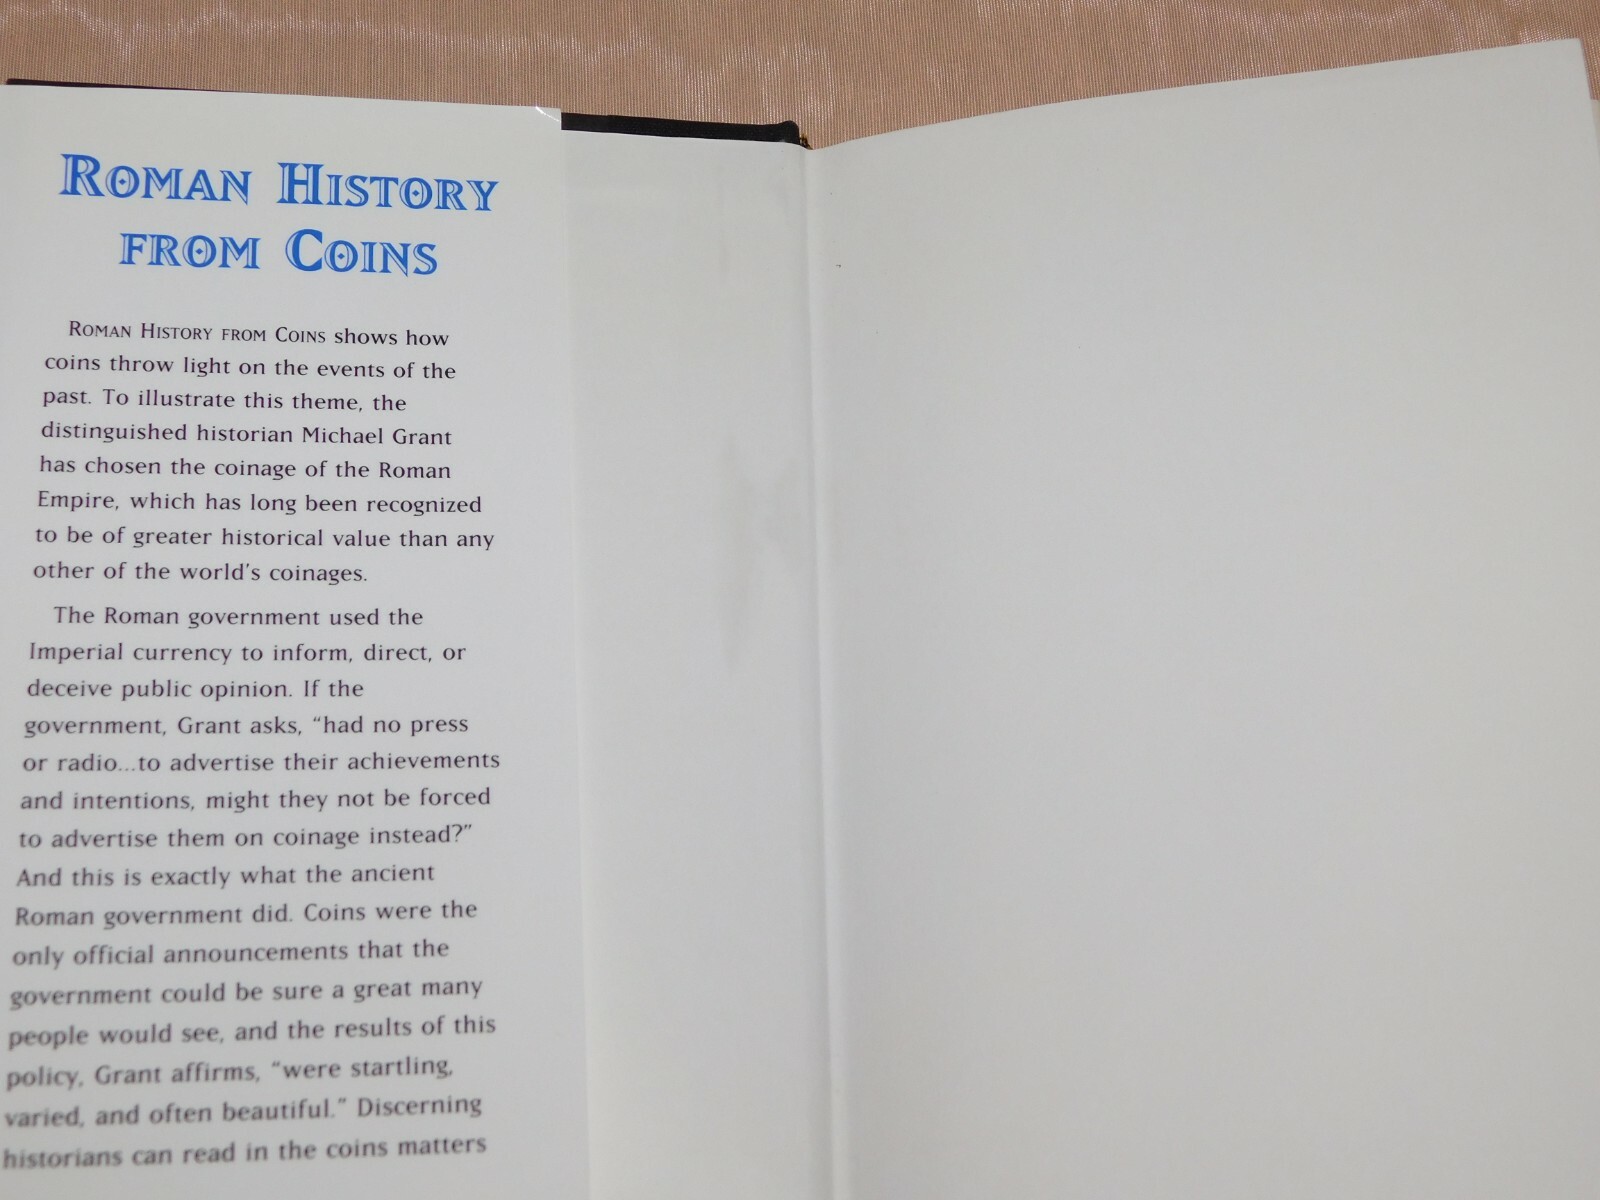 ROMAN HISTORY
FROM COINS
ROMAN HISTORY FROM COINS shows how
coins throw light on the events of the
past. To illustrate this theme, the
distinguished historian Michael Grant
has chosen the coinage of the Roman
Empire, which has long been recognized
to be of greater historical value than any
other of the world's coinages.
The Roman government used the
Imperial currency to inform, direct, or
deceive public opinion. If the
government, Grant asks, “had no press
or radio...to advertise their achievements
and intentions, might they not be forced
to advertise them on coinage instead?”
And this is exactly what the ancient
Roman government did. Coins were the
only official announcements that the
government could be sure a great many
people would see, and the results of this
policy, Grant affirms, “were startling,
varied, and often beautiful.” Discerning
historians can read in the coins matters